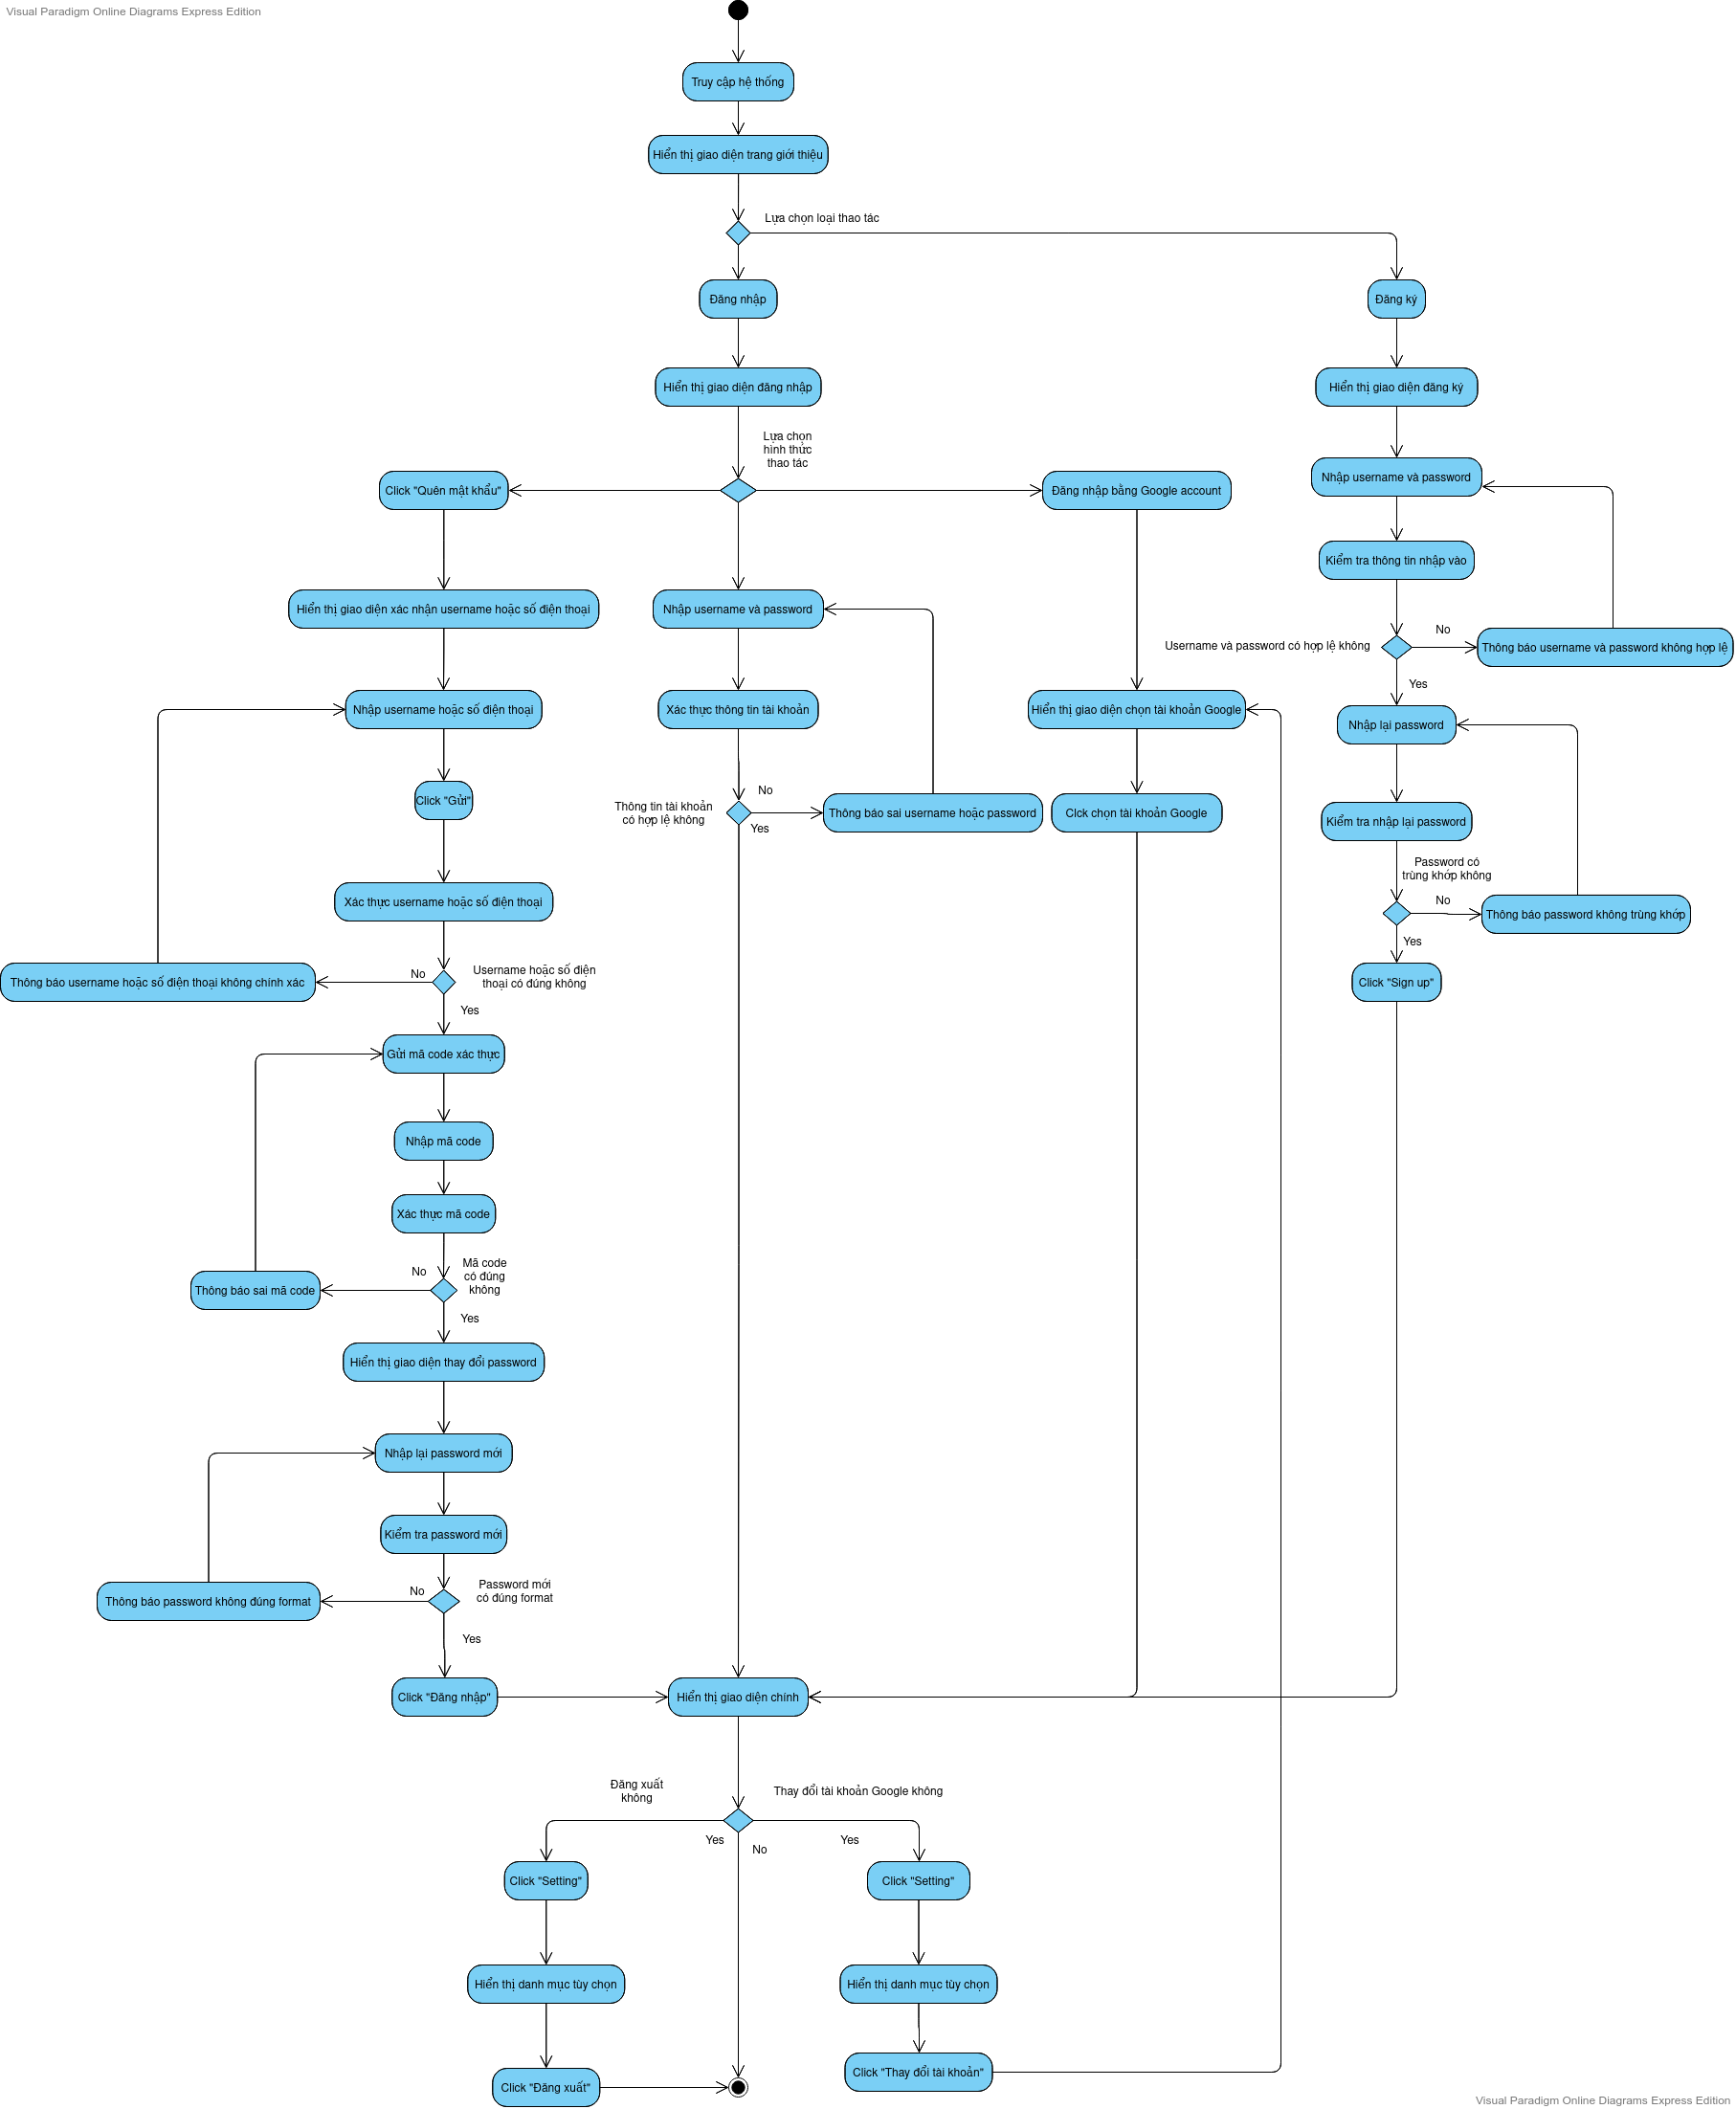 Visual Paradigm Online Diagrams Express Edition
Truy cập hệ thống
Hiển thị giao diện trang giới thiệu
Lựa chọn loại thao tác
Đăng nhập
Đăng ký
Hiển thị giao diện đăng nhập
Hiển thị giao diện đăng ký
Lựa chọn
hình thức
thao tác
Click "Quên mật khẩu"
Đăng nhập bằng Google account
Nhập username và password
Kiểm tra thông tin nhập vào
Hiển thị giao diện xác nhận username hoặc số điện thoại
Nhập username và password
No
Username và password có hợp lệ không
Thông báo username và password không hợp lệ
Yes
Nhập username hoặc số điện thoại
Xác thực thông tin tài khoản
Hiển thị giao diện chọn tài khoản Google
Nhập lại password
Click "Gửi"
No
Thông tin tài khoản
có hợp lệ không
Thông báo sai username hoặc password
Clck chọn tài khoản Google
Yes
Kiểm tra nhập lại password
Password có
trùng khớp không
Xác thực username hoặc số điện thoại
No
Thông báo password không trùng khớp
Yes
Username hoặc số điện
thoại có đúng không
No
Thông báo username hoặc số điện thoại không chính xác
Click "Sign up"
Yes
Gửi mã code xác thực
Nhập mã code
Xác thực mã code
Mã code
có đúng
không
No
Thông báo sai mã code
Yes
Hiển thị giao diện thay đổi password
Nhập lại password mới
Kiểm tra password mới
Password mới
có đúng format
No
Thông báo password không đúng format
Yes
Click "Đăng nhập"
Hiển thị giao diện chính
Đăng xuất
không
Thay đổi tài khoản Google không
Yes
No
Yes
Click "Setting"
Click "Setting"
Hiển thị danh mục tùy chọn
Hiển thị danh mục tùy chọn
Click "Thay đổi tài khoản"
Click "Đăng xuất"
Visual Paradigm Online Diagrams Express Edition